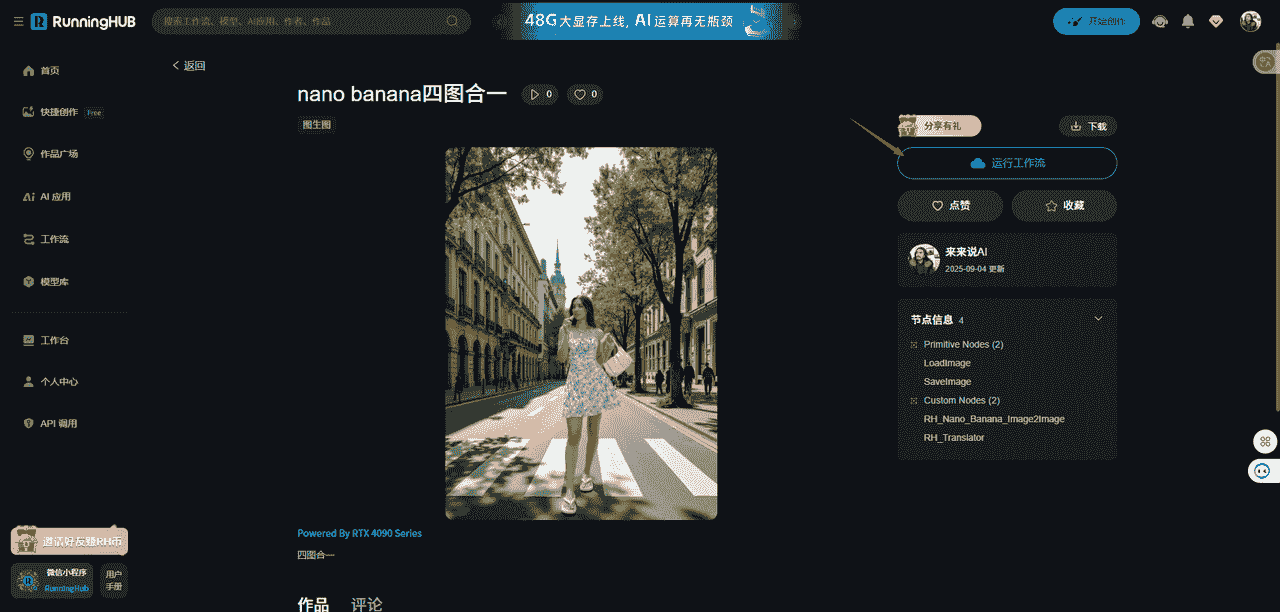 RunningHUB
搜索工作流、模型、AI应用、作者、作品
48G大显存上线, AI运算再无瓶颈
开始创作
首页
快捷创作 Free
作品广场
AI 应用
工作流
模型库
工作台
个人中心
API 调用
邀请好友赚RH币
微信小程序
RunningHub
用户
手册
返回
nano banana四图合一
0
0
图生图
Powered By RTX 4090 Series
四图合一
作品
评论
分享有礼
下载
运行工作流
点赞
收藏
来来说AI
2025-09-04 更新
节点信息 4
Primitive Nodes (2)
LoadImage
SaveImage
Custom Nodes (2)
RH_Nano_Banana_Image2Image
RH_Translator